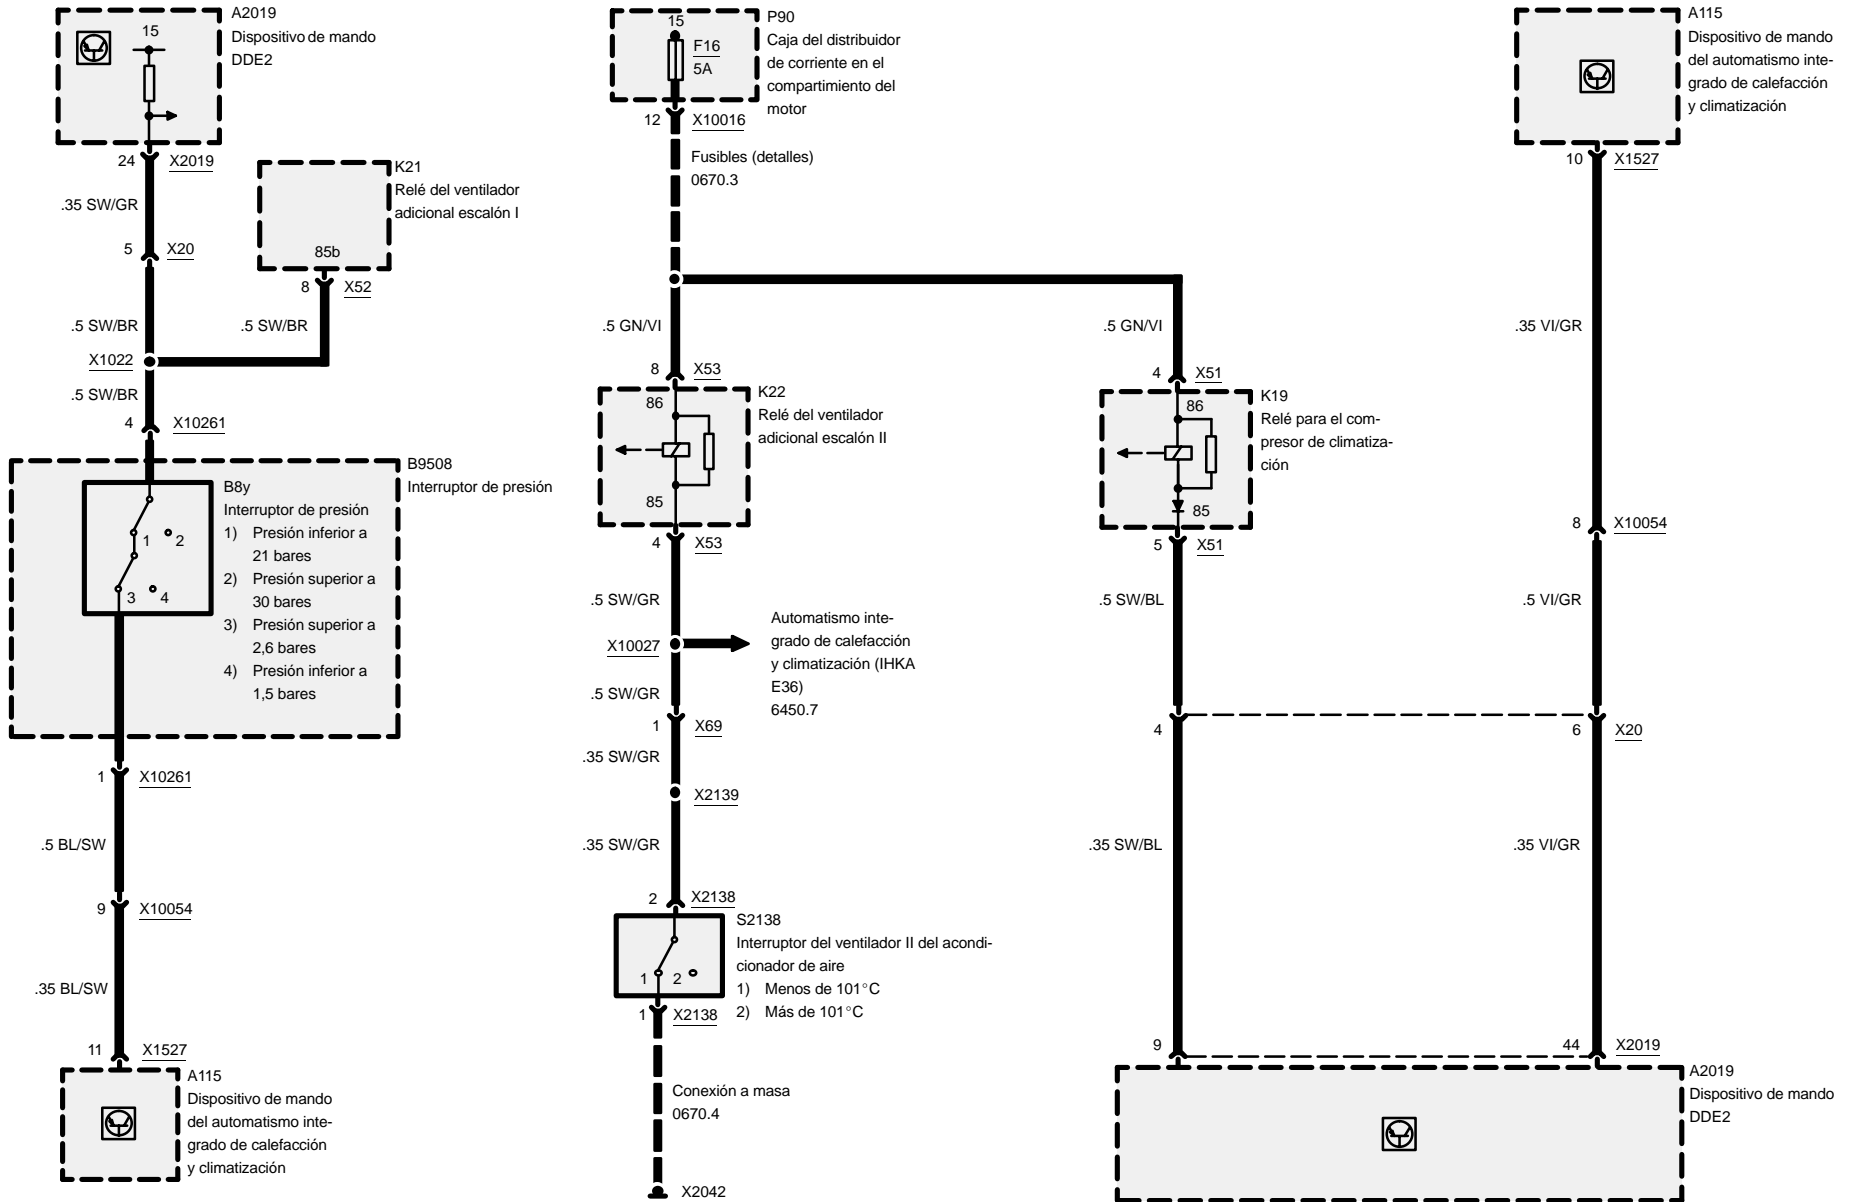 A2019
Dispositivo de mando
DDE2
15
24 X2019
.35 SW/GR
5 X20
K21
Relé del ventilador
adicional escalón I
85b
8 X52
.5 SW/BR
.5 SW/BR
X1022
.5 SW/BR
4 X10261
B9508
Interruptor de presión
B8y
Interruptor de presión
1) Presión inferior a
21 bares
2) Presión superior a
30 bares
3) Presión superior a
2,6 bares
4) Presión inferior a
1,5 bares
1 2
3 4
1 X10261
.5 BL/SW
9 X10054
.35 BL/SW
11 X1527
A115
Dispositivo de mando
del automatismo inte-
grado de calefacción
y climatización
P90
Caja del distribuidor
de corriente en el
compartimiento del
motor
15
F16
5A
12 X10016
Fusibles (detalles)
0670.3
.5 GN/VI
8 X53
K22
Relé del ventilador
adicional escalón II
86
85
4 X53
.5 SW/GR
X10027
Automatismo inte-
grado de calefacción
y climatización (IHKA
E36)
6450.7
.5 SW/GR
1 X69
.35 SW/GR
X2139
.35 SW/GR
2 X2138
S2138
Interruptor del ventilador II del acondi-
cionador de aire
1) Menos de 101°C
2) Más de 101°C
1 2
1 X2138
Conexión a masa
0670.4
X2042
.5 GN/VI
4 X51
K19
Relé para el com-
presor de climatiza-
ción
86
85
5 X51
.5 SW/BL
4
.35 SW/BL
9
A115
Dispositivo de mando
del automatismo inte-
grado de calefacción
y climatización
10 X1527
.35 VI/GR
8 X10054
.5 VI/GR
6 X20
.35 VI/GR
44 X2019
A2019
Dispositivo de mando
DDE2